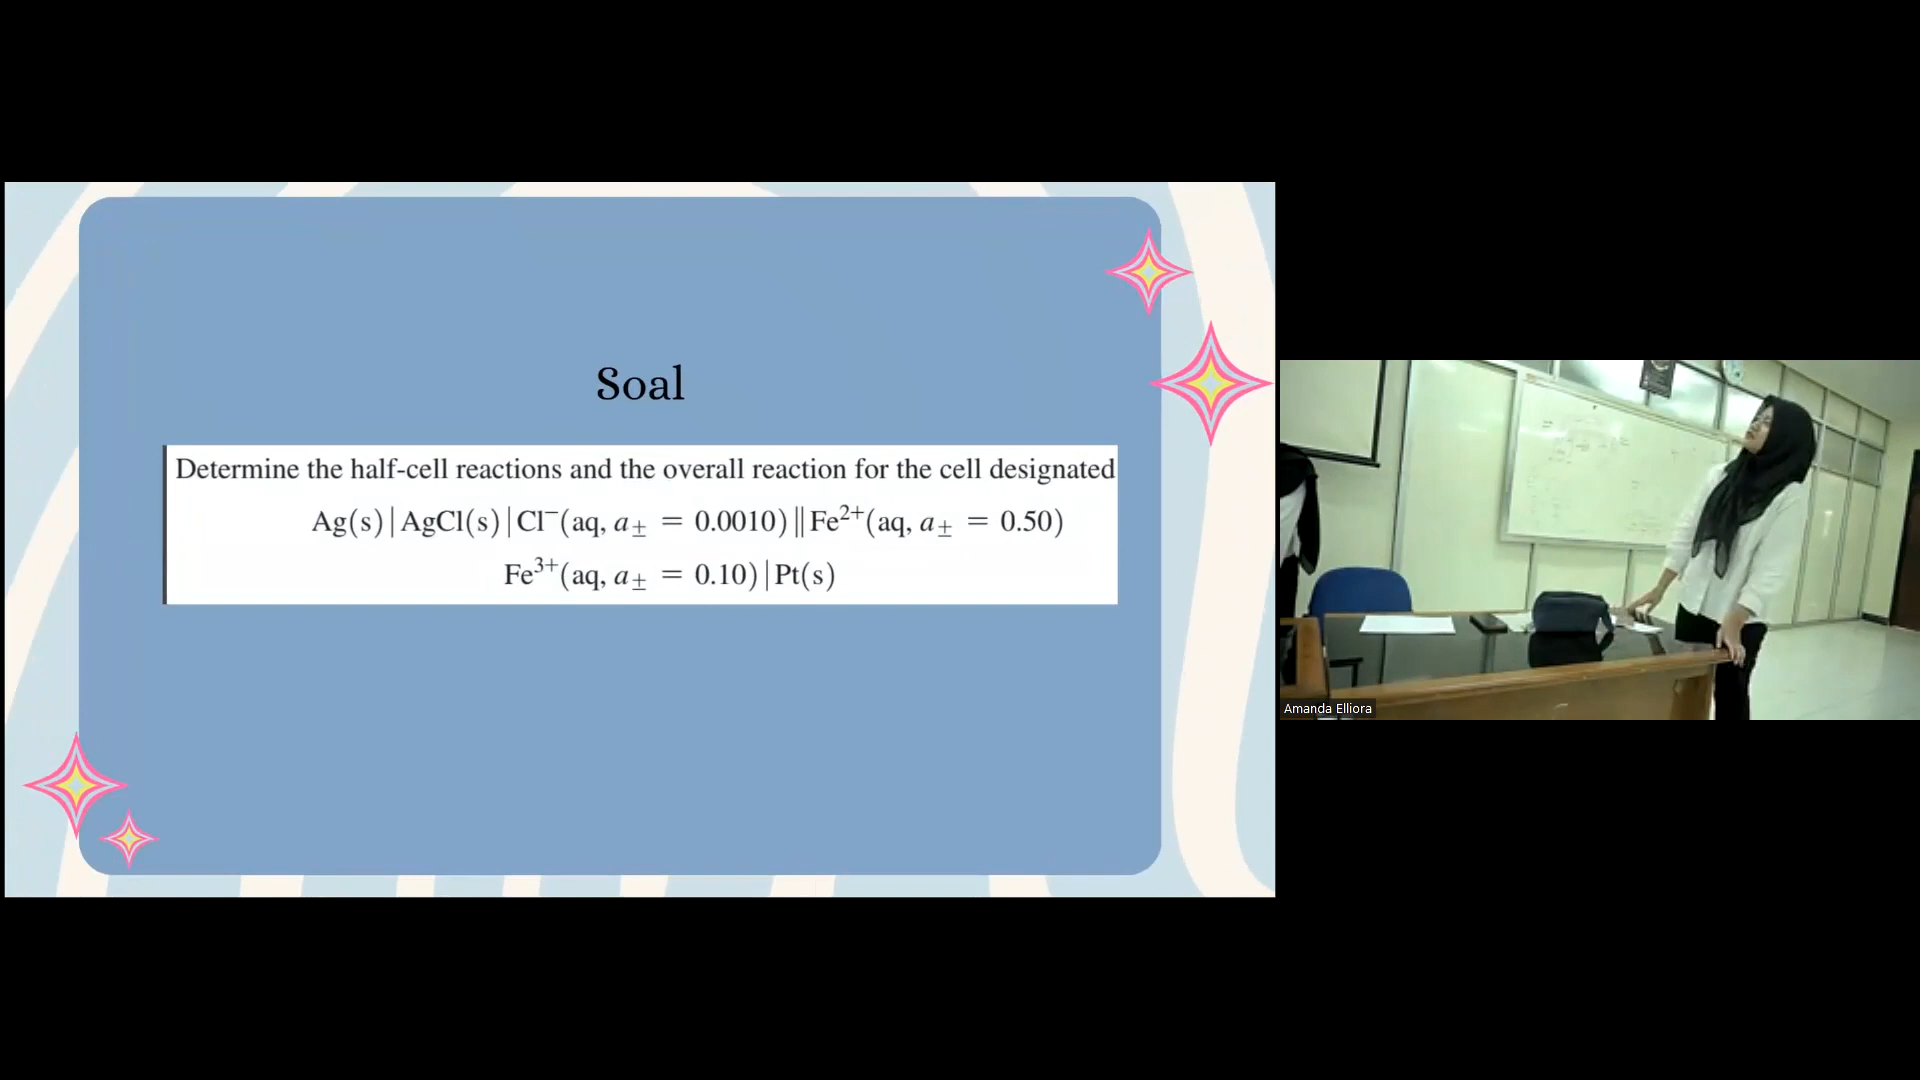 Soal
Determine the half-cell reactions and the overall reaction for the cell designated
Ag(s)|AgCl(s)|Cl⁻(aq, a± = 0.0010)||Fe²⁺(aq, a± = 0.50)
Fe³⁺(aq, a± = 0.10)|Pt(s)
Amanda Elliora